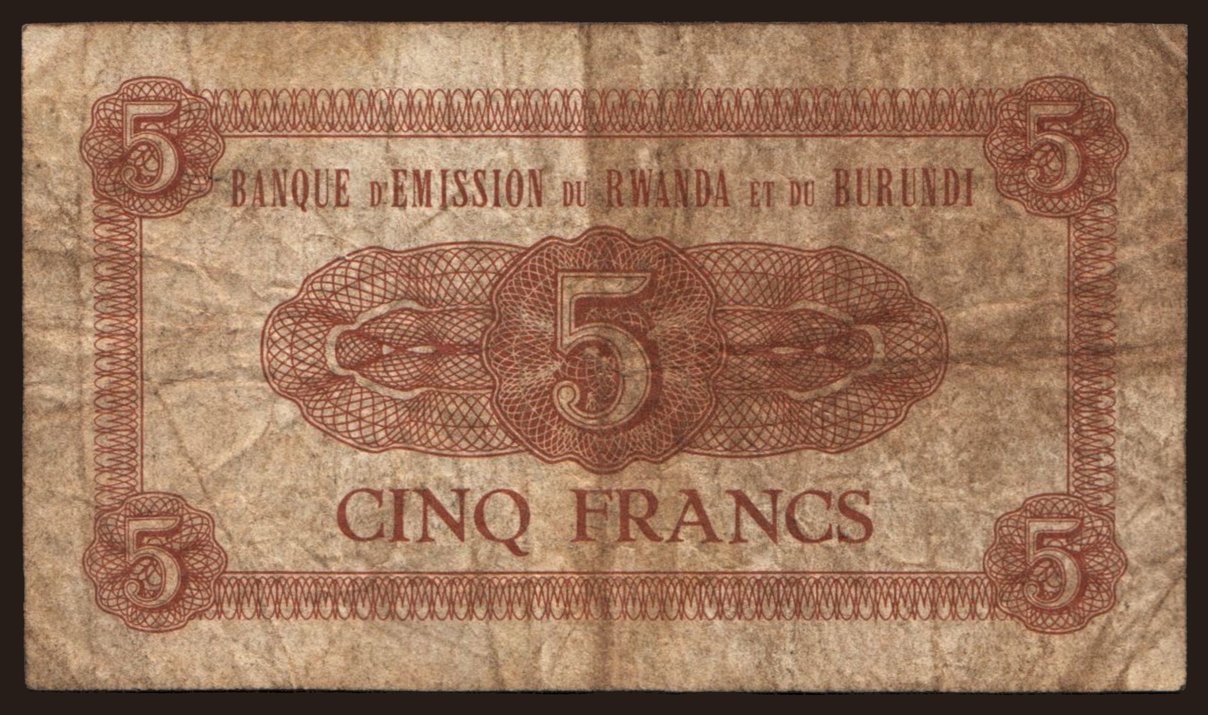 5 5
BANQUE D'EMISSION DU RWANDA ET DU BURUNDI
5
CINQ FRANCS
5 5